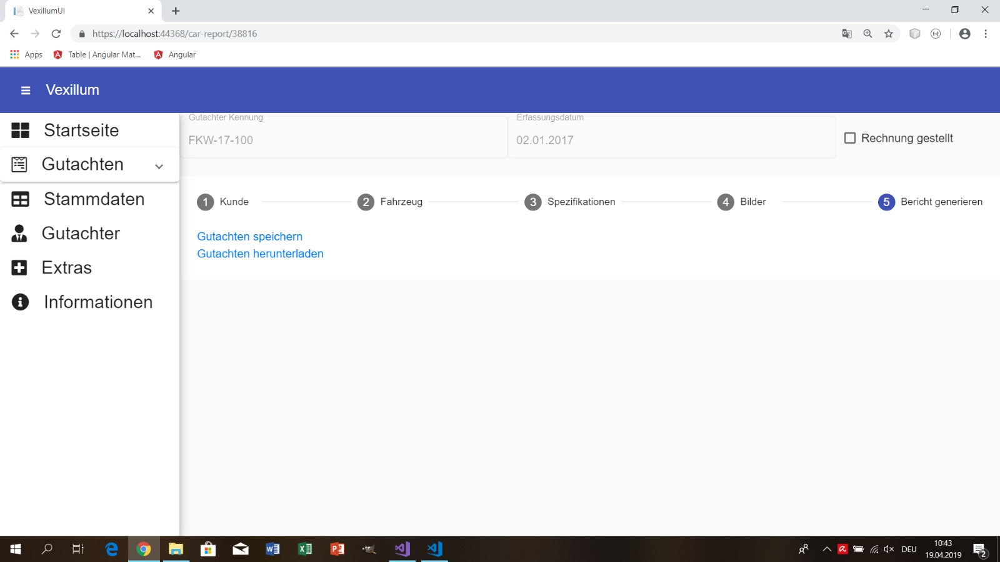 VexillumUI
https://localhost:44368/car-report/38816
Apps Table | Angular Mat... Angular
Vexillum
Gutachter Kennung Erfassungsdatum
FKW-17-100 02.01.2017 Rechnung gestellt
Startseite
Gutachten
Stammdaten
Gutachter
Extras
Informationen
1 Kunde 2 Fahrzeug 3 Spezifikationen 4 Bilder 5 Bericht generieren
Gutachten speichern
Gutachten herunterladen
DEU
10:43
19.04.2019
2